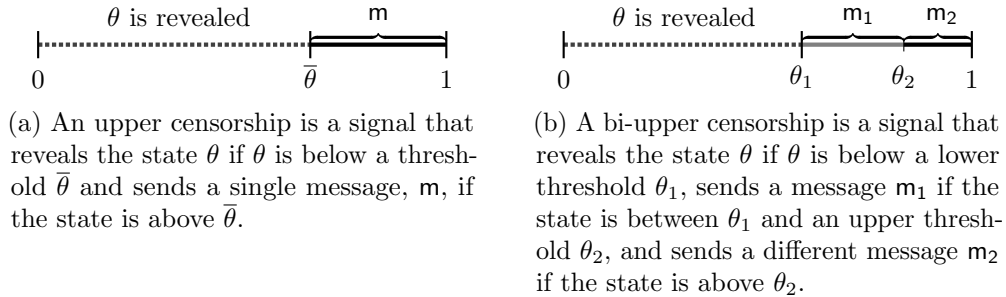 θ is revealed
m
0
θ̅
1
(a) An upper censorship is a signal that
reveals the state θ if θ is below a thresh-
old θ̅ and sends a single message, m, if
the state is above θ̅.
θ is revealed
m₁
m₂
0
θ₁
θ₂
1
(b) A bi-upper censorship is a signal that
reveals the state θ if θ is below a lower
threshold θ₁, sends a message m₁ if the
state is between θ₁ and an upper thresh-
old θ₂, and sends a different message m₂
if the state is above θ₂.